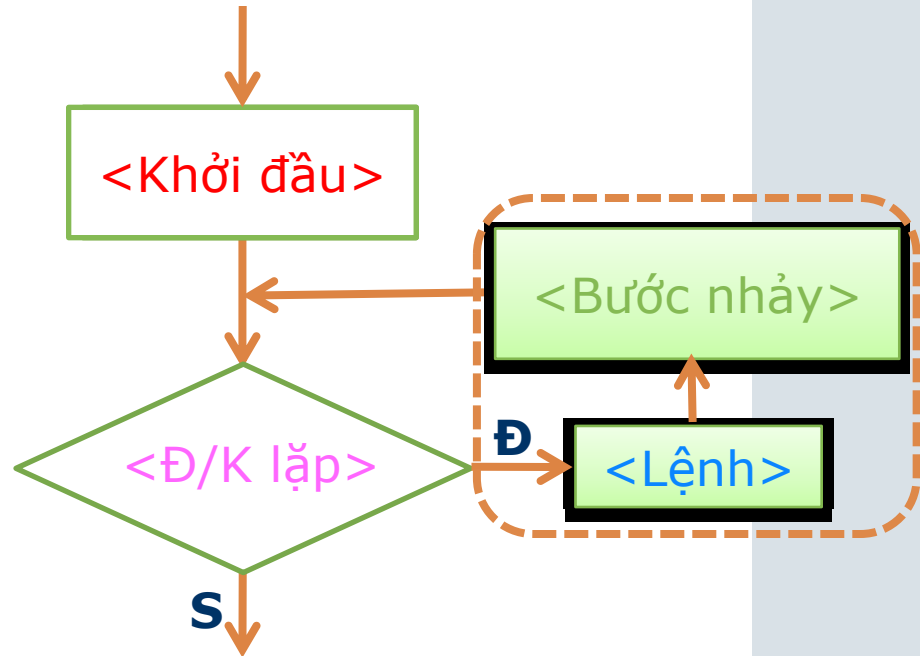 <Khởi đầu>
<Bước nhảy>
<Đ/K lặp>
Đ
<Lệnh>
S